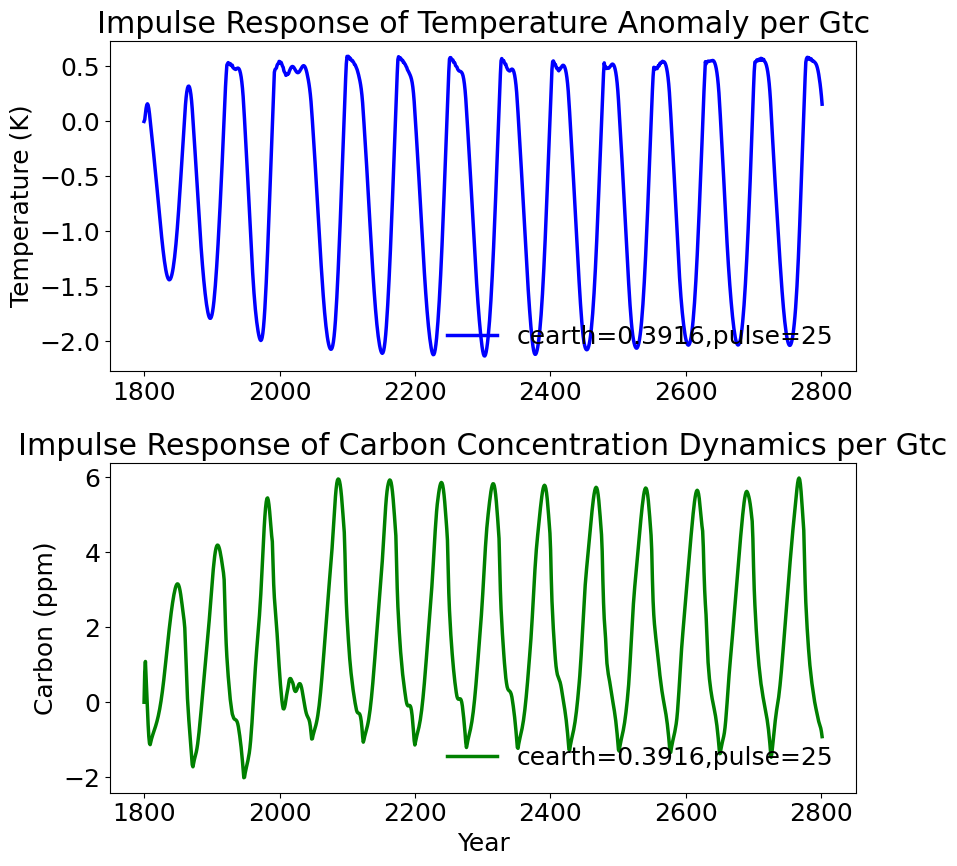 Impulse Response of Temperature Anomaly per Gtc
Temperature (K)
0.5
0.0
−0.5
−1.0
−1.5
−2.0
cearth=0.3916,pulse=25
1800 2000 2200 2400 2600 2800
Impulse Response of Carbon Concentration Dynamics per Gtc
Carbon (ppm)
6
4
2
0
−2
cearth=0.3916,pulse=25
1800 2000 2200 2400 2600 2800
Year